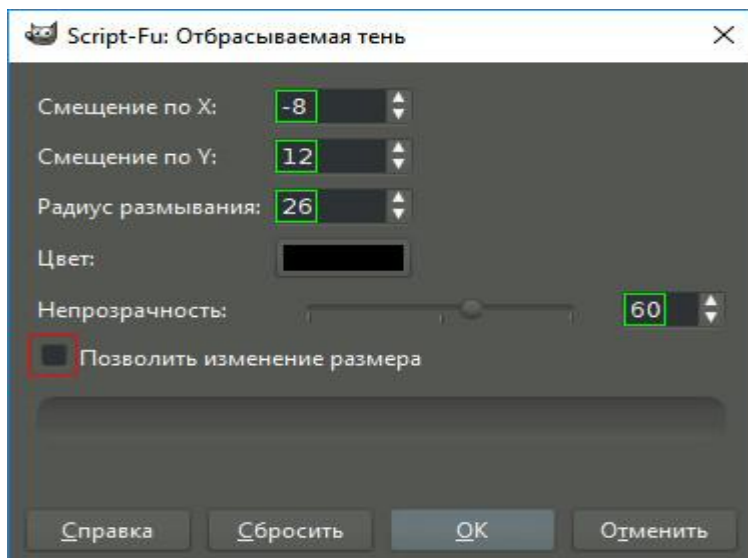 Script-Fu: Отбрасываемая тень
Смещение по X: -8
Смещение по Y: 12
Радиус размывания: 26
Цвет:
Непрозрачность: 60
Позволить изменение размера
Справка Сбросить OK Отменить